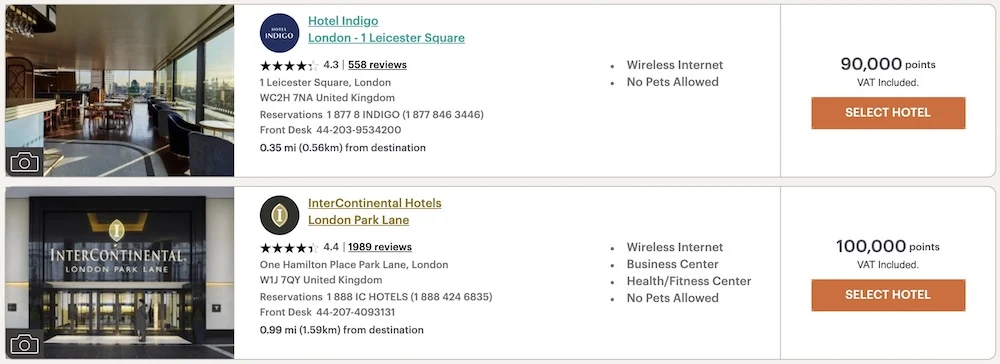 HOTEL
INDIGO
Hotel Indigo
London - 1 Leicester Square
4.3 | 558 reviews
1 Leicester Square, London
WC2H 7NA United Kingdom
Reservations 1 877 8 INDIGO (1 877 846 3446)
Front Desk 44-203-9534200
0.35 mi (0.56km) from destination
• Wireless Internet
• No Pets Allowed
90,000 points
VAT Included.
SELECT HOTEL
INTERCONTINENTAL.
LONDON PARK LANE
InterContinental Hotels
London Park Lane
4.4 | 1989 reviews
One Hamilton Place Park Lane, London
W1J 7QY United Kingdom
Reservations 1 888 IC HOTELS (1 888 424 6835)
Front Desk 44-207-4093131
0.99 mi (1.59km) from destination
• Wireless Internet
• Business Center
• Health/Fitness Center
• No Pets Allowed
100,000 points
VAT Included.
SELECT HOTEL